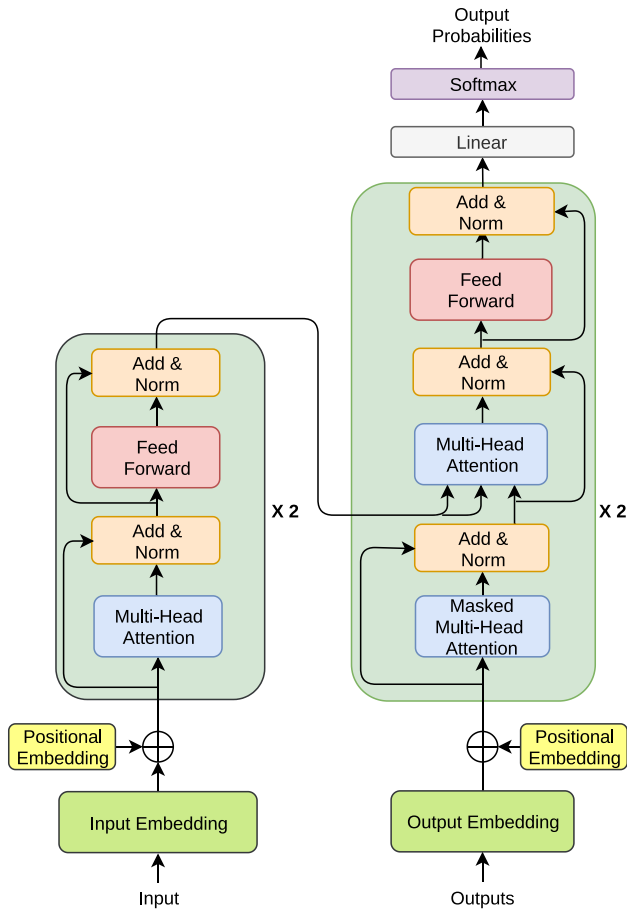 Output
Probabilities
Softmax
Linear
Add &
Norm
Feed
Forward
Add &
Norm
Multi-Head
Attention
Add &
Norm
Masked
Multi-Head
Attention
X 2
Positional
Embedding
Output Embedding
Outputs
Add &
Norm
Feed
Forward
X 2
Add &
Norm
Multi-Head
Attention
Positional
Embedding
Input Embedding
Input